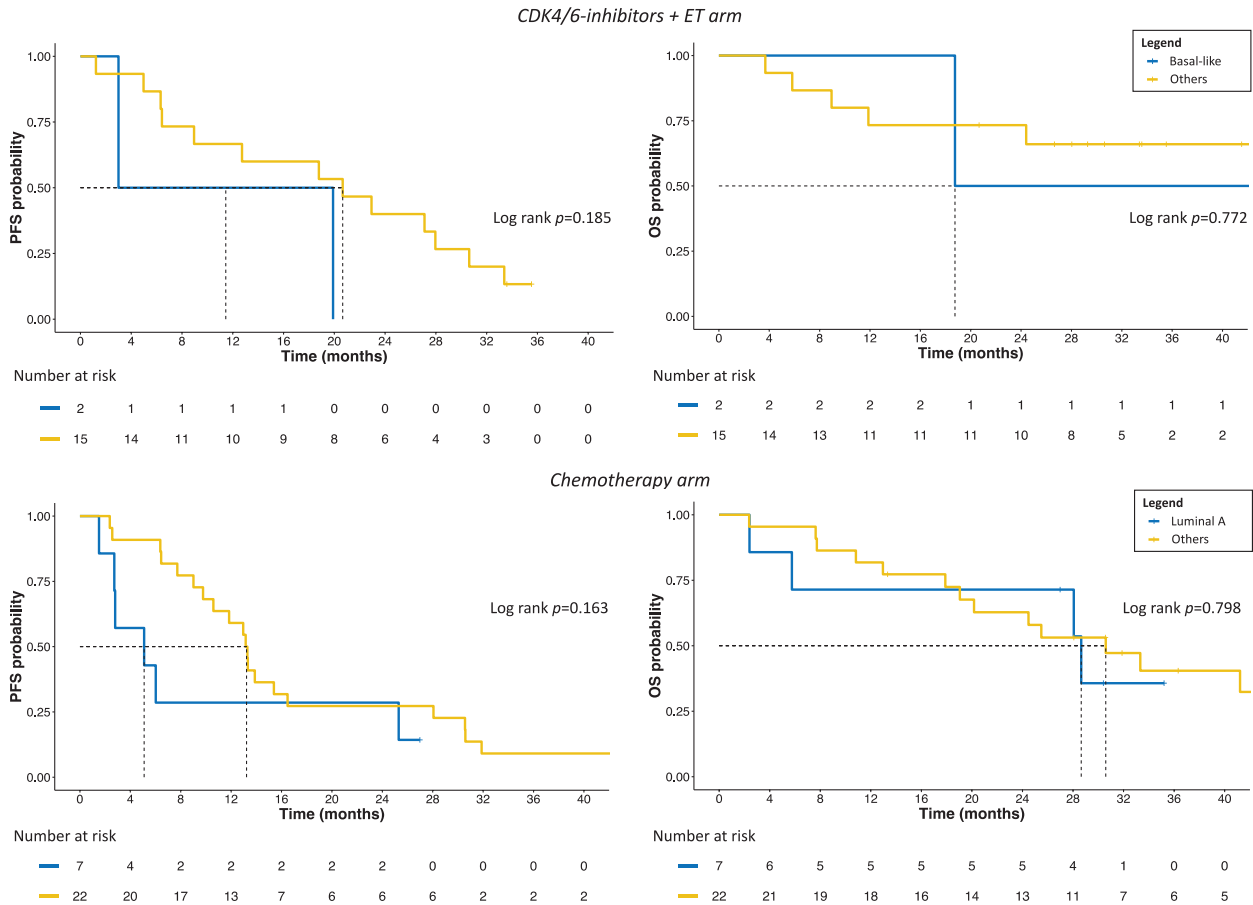 CDK4/6-inhibitors + ET arm
PFS probability
1.00
0.75
0.50
0.25
0.00
Log rank p=0.185
0 4 8 12 16 20 24 28 32 36 40
Time (months)
Number at risk
2 1 1 1 1 0 0 0 0 0 0
15 14 11 10 9 8 6 4 3 0 0
OS probability
1.00
0.75
0.50
0.25
0.00
Legend
Basal-like
Others
Log rank p=0.772
0 4 8 12 16 20 24 28 32 36 40
Time (months)
Number at risk
2 2 2 2 2 1 1 1 1 1 1
15 14 13 11 11 11 10 8 5 2 2
Chemotherapy arm
PFS probability
1.00
0.75
0.50
0.25
0.00
Log rank p=0.163
0 4 8 12 16 20 24 28 32 36 40
Time (months)
Number at risk
7 4 2 2 2 2 2 0 0 0 0
22 20 17 13 7 6 6 6 2 2 2
OS probability
1.00
0.75
0.50
0.25
0.00
Legend
Luminal A
Others
Log rank p=0.798
0 4 8 12 16 20 24 28 32 36 40
Time (months)
Number at risk
7 6 5 5 5 5 5 4 1 0 0
22 21 19 18 16 14 13 11 7 6 5